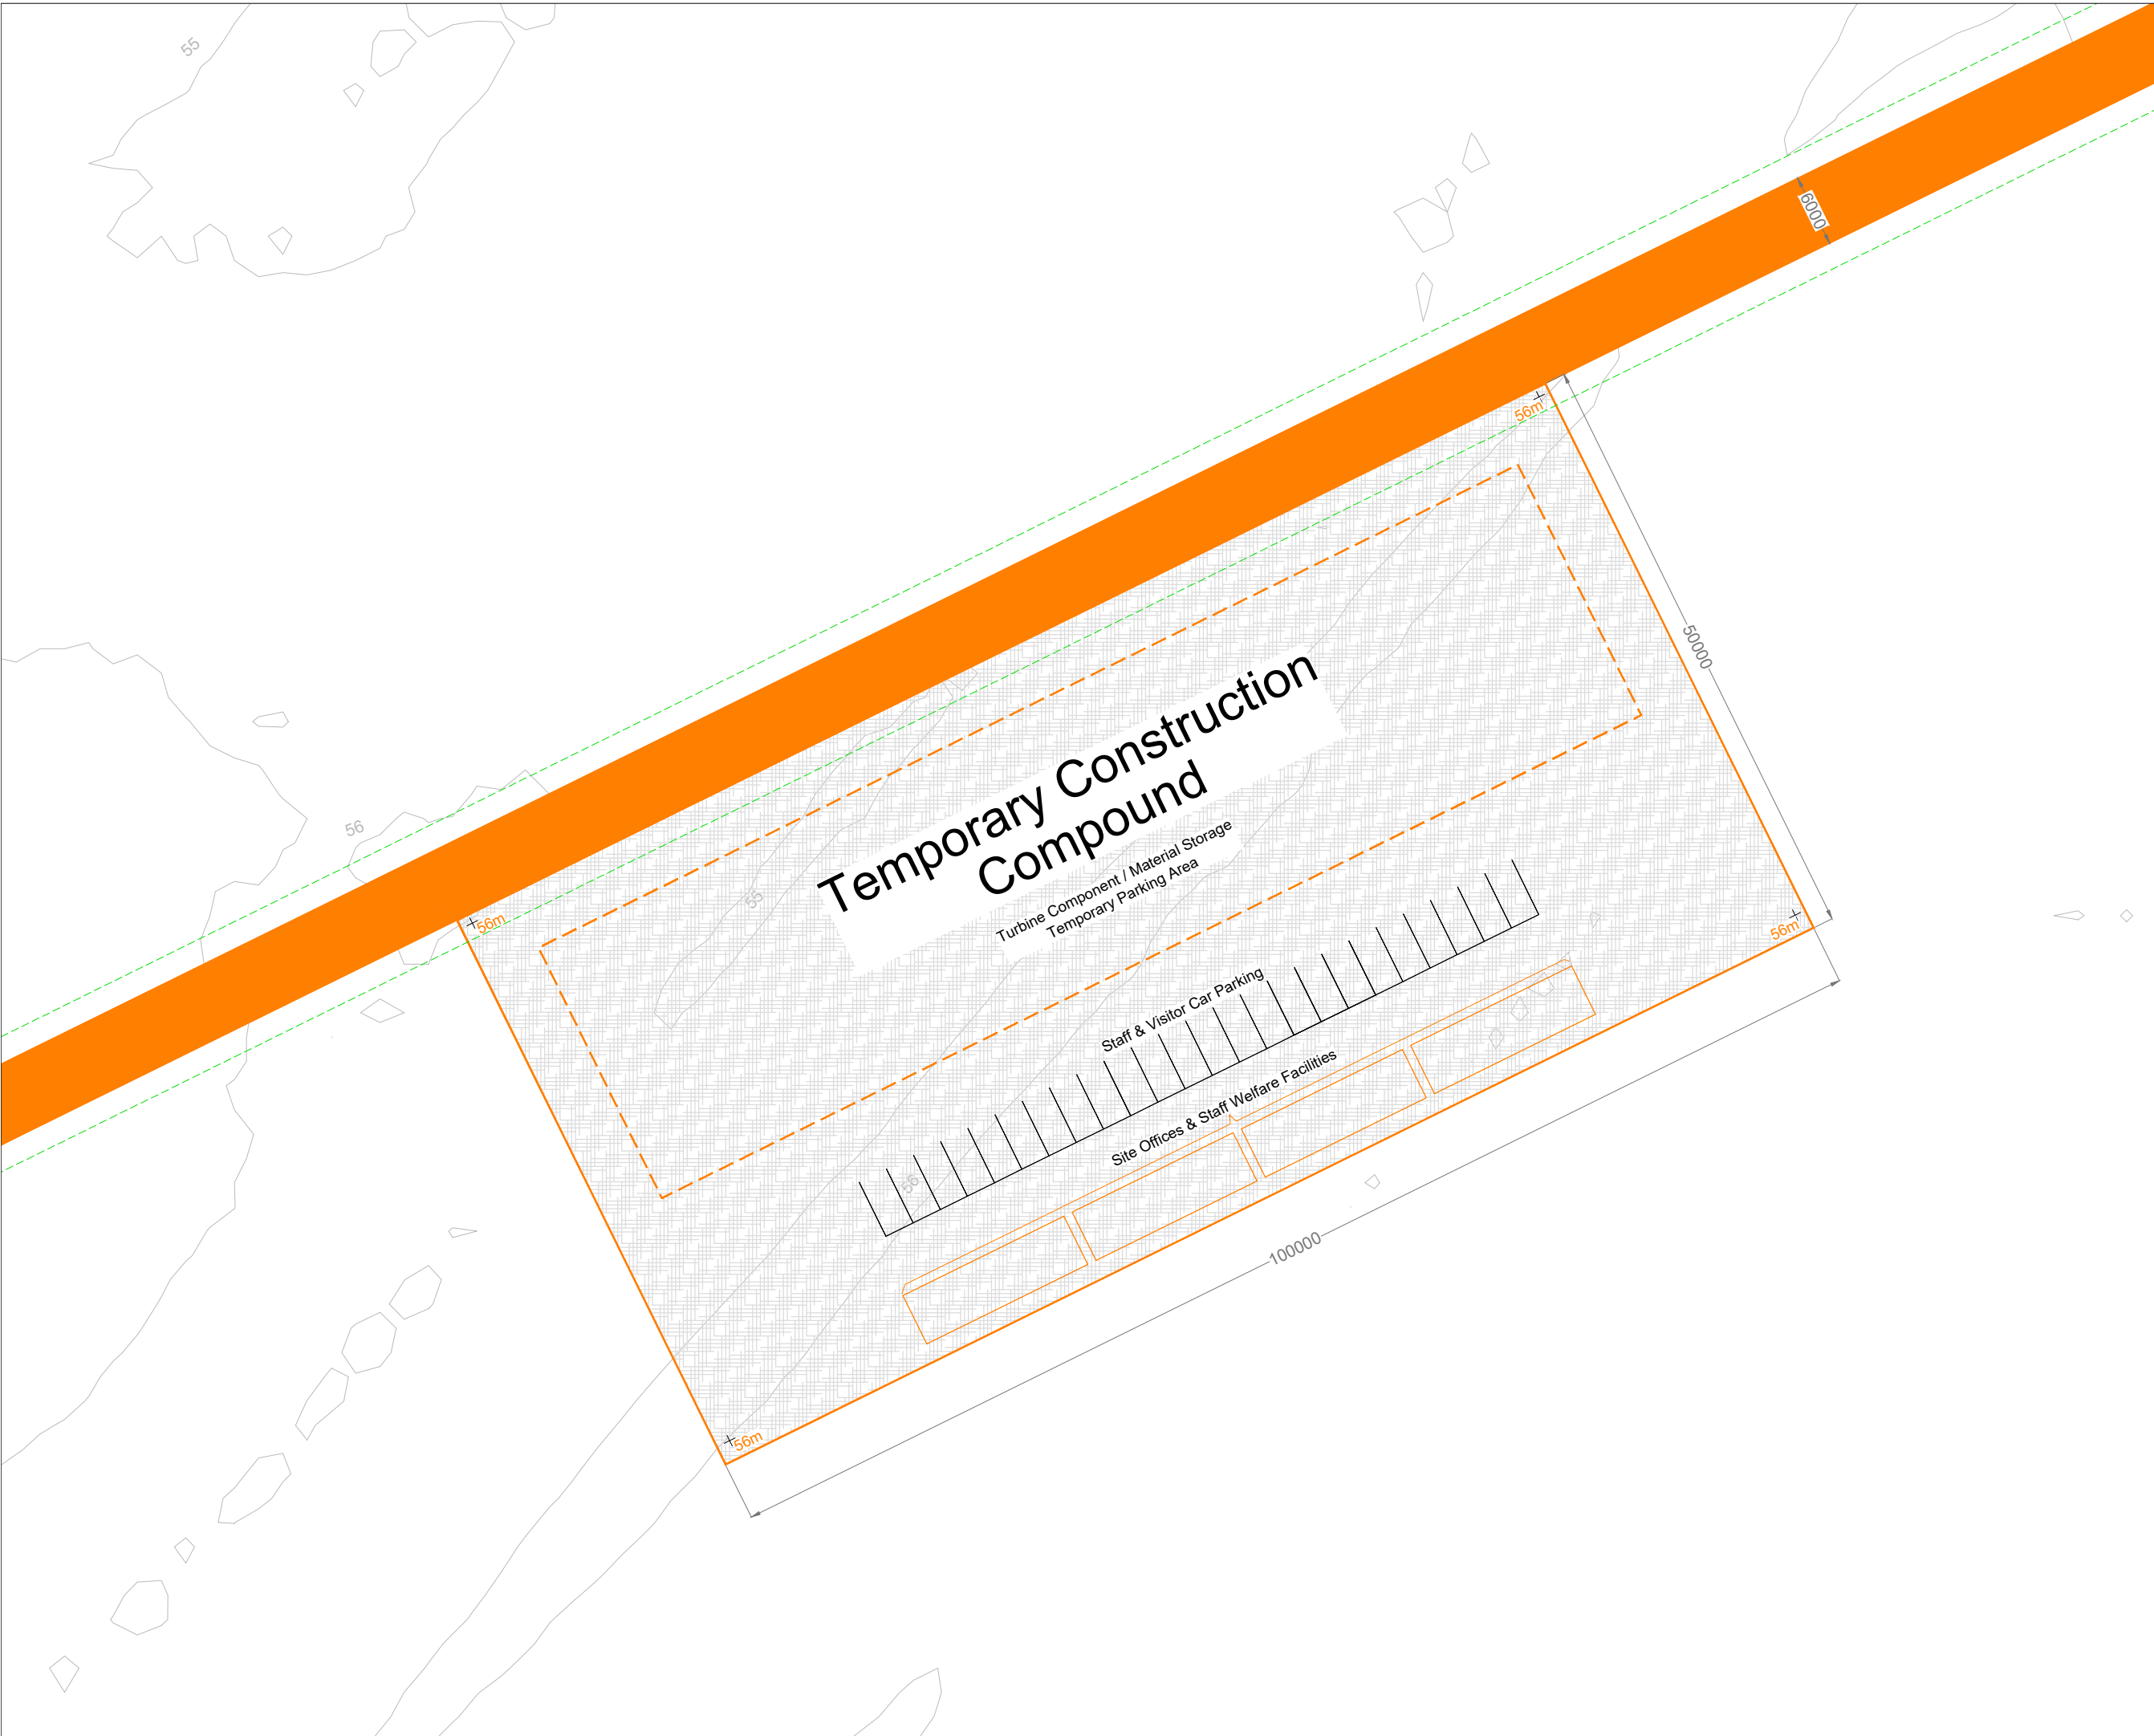 55
6000
56m
50000
Temporary Construction
Compound
Turbine Component / Material Storage
Temporary Parking Area
56
55
56m
56m
Staff & Visitor Car Parking
Site Offices & Staff Welfare Facilities
56
100000
56m